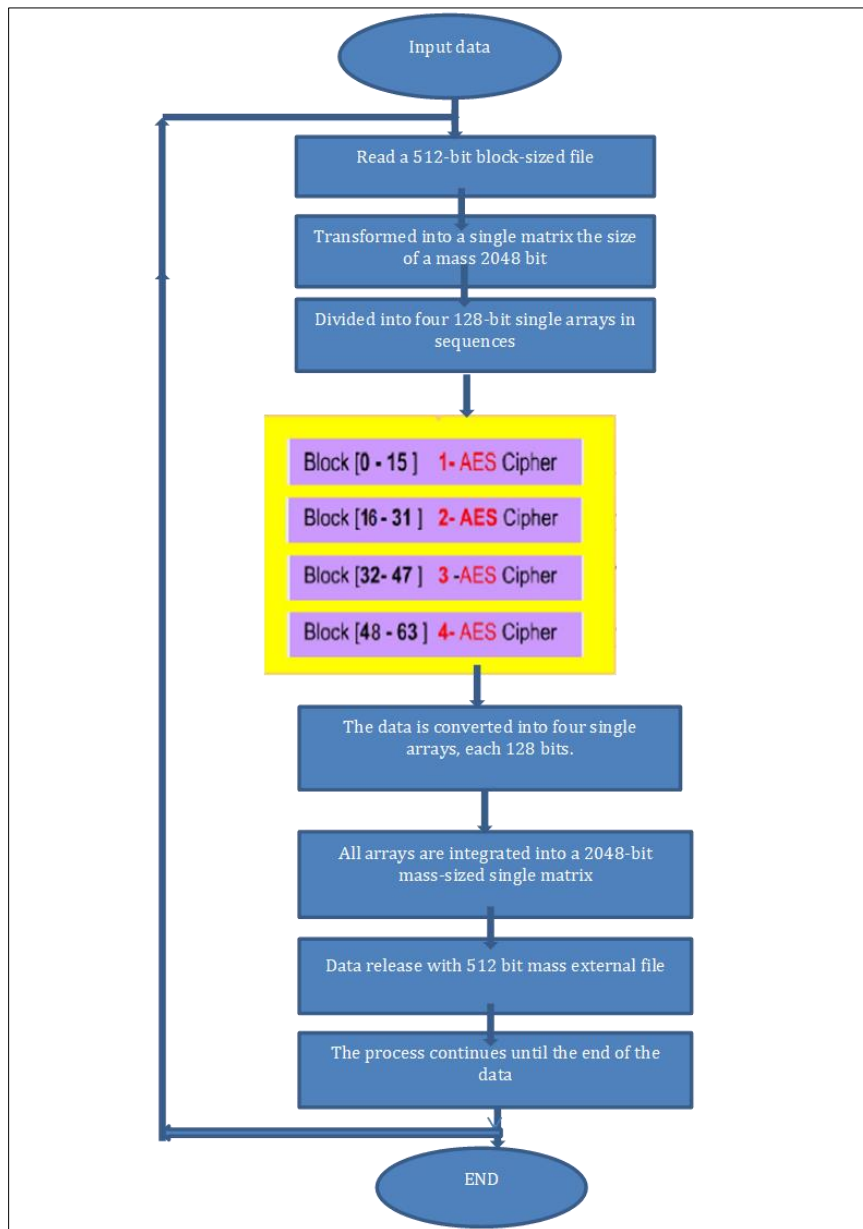 Input data
Read a 512-bit block-sized file
Transformed into a single matrix the size
of a mass 2048 bit
Divided into four 128-bit single arrays in
sequences
Block [0 - 15 ] 1- AES Cipher
Block [16 - 31 ] 2- AES Cipher
Block [32- 47 ] 3 -AES Cipher
Block [48 - 63 ] 4- AES Cipher
The data is converted into four single
arrays, each 128 bits.
All arrays are integrated into a 2048-bit
mass-sized single matrix
Data release with 512 bit mass external file
The process continues until the end of the
data
END